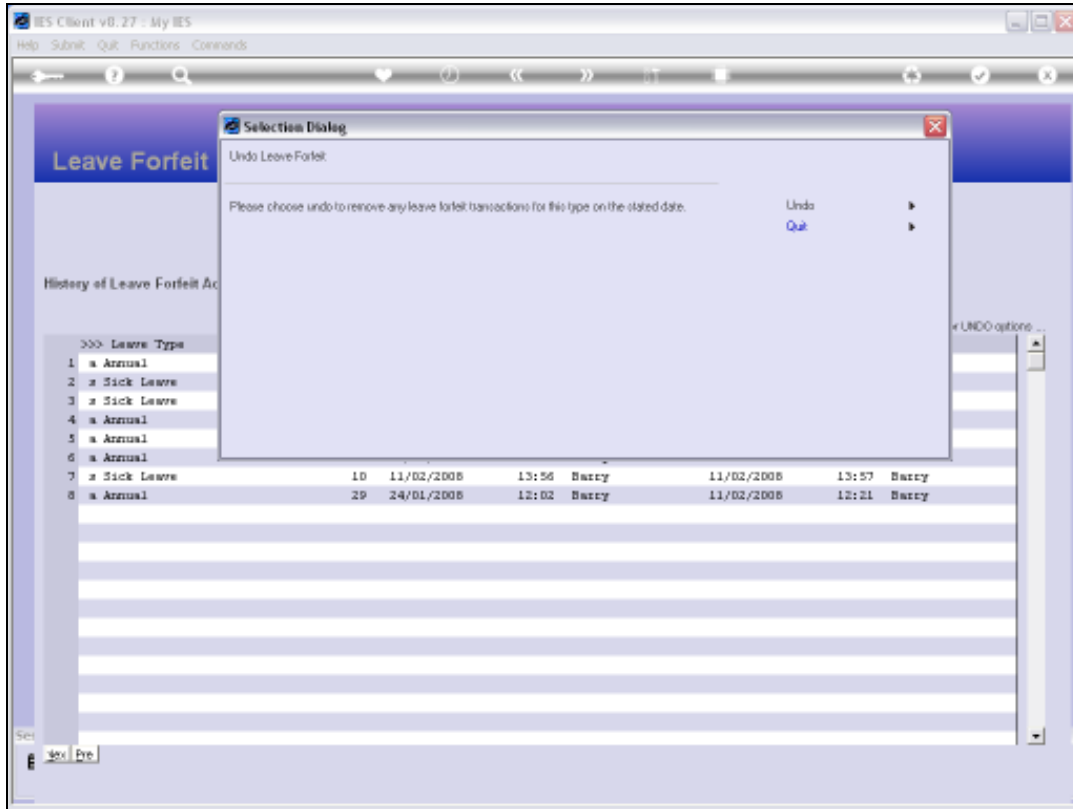 IES Client v8.27 : My IES
Help Submit Quit Functions Commands
Selection Dialog
Leave Forfeit
Undo Leave Forfeit
Please choose undo to remove any leave forfeit transactions for this type on the stated date.
Undo
Quit
History of Leave Forfeit Ac
UNDO options ...
>>> Leave Type
1 a Annual
2 s Sick Leave
3 s Sick Leave
4 a Annual
5 a Annual
6 a Annual
7 s Sick Leave 10 11/02/2008 13:56 Barry 11/02/2008 13:57 Barry
8 a Annual 29 24/01/2008 12:02 Barry 11/02/2008 12:21 Barry
Ses
Nex Pre